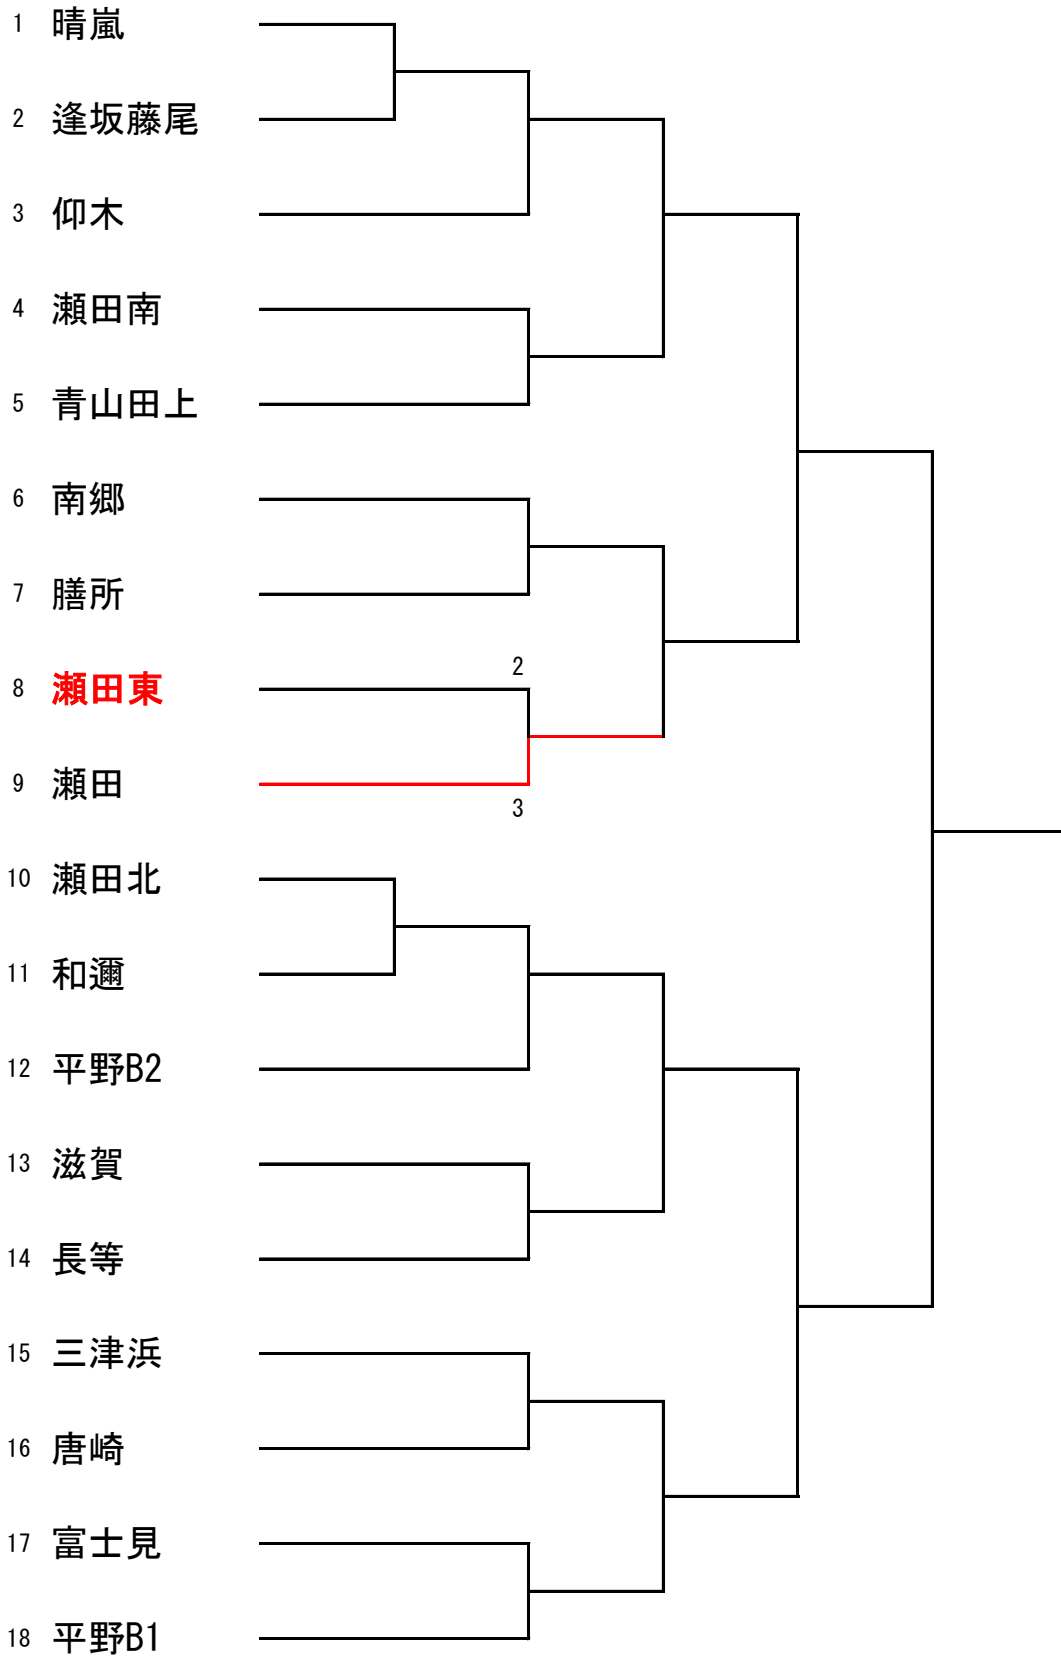 1 晴嵐
2 逢坂藤尾
3 仰木
4 瀬田南
5 青山田上
6 南郷
7 膳所
2
8 瀬田東
9 瀬田
3
10 瀬田北
11 和邇
12 平野B2
13 滋賀
14 長等
15 三津浜
16 唐崎
17 富士見
18 平野B1